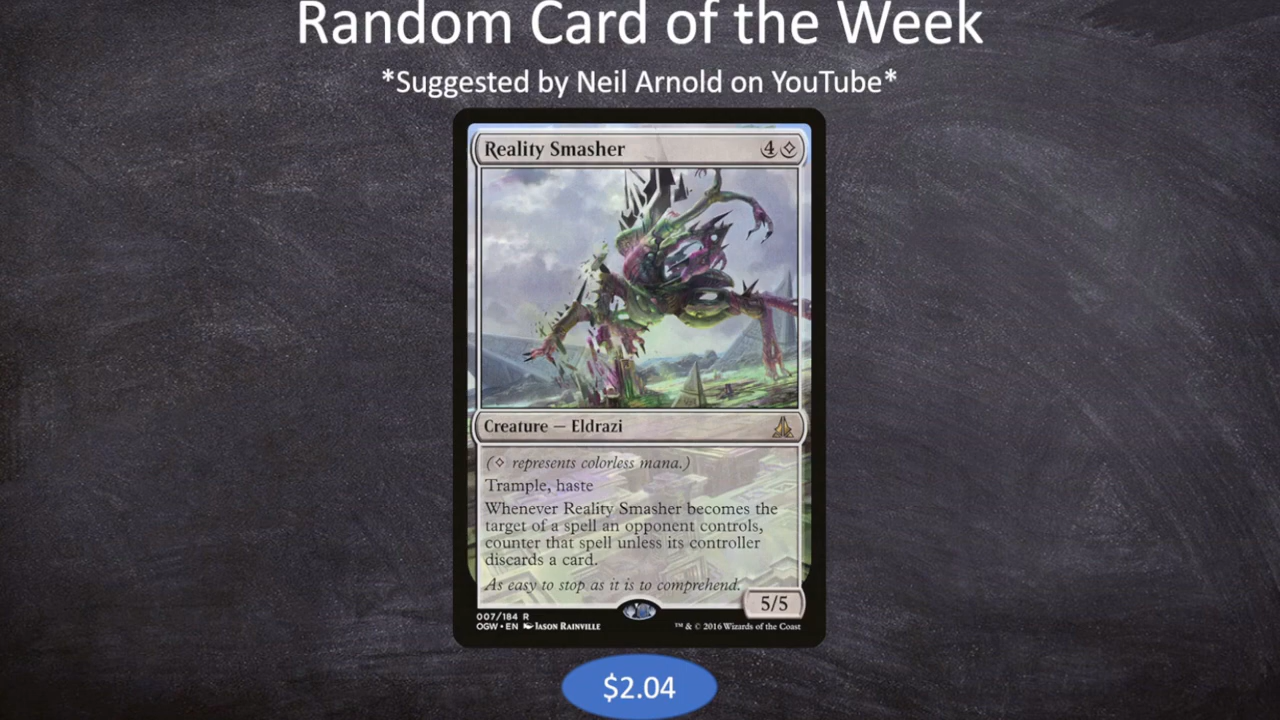 Random Card of the Week
*Suggested by Neil Arnold on YouTube*
Reality Smasher 4
Creature — Eldrazi
(◇ represents colorless mana.)
Trample, haste
Whenever Reality Smasher becomes the
target of a spell an opponent controls,
counter that spell unless its controller
discards a card.
As easy to stop as it is to comprehend.
5/5
007/184 R
OGW • EN Jason Rainville
™ & © 2016 Wizards of the Coast
$2.04